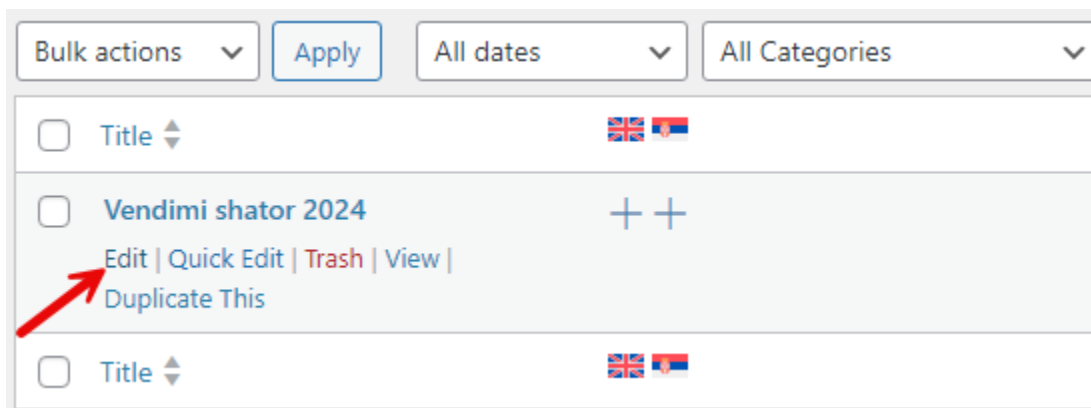 Bulk actions Apply All dates All Categories
Title
Vendimi shator 2024
Edit | Quick Edit | Trash | View |
Duplicate This
Title